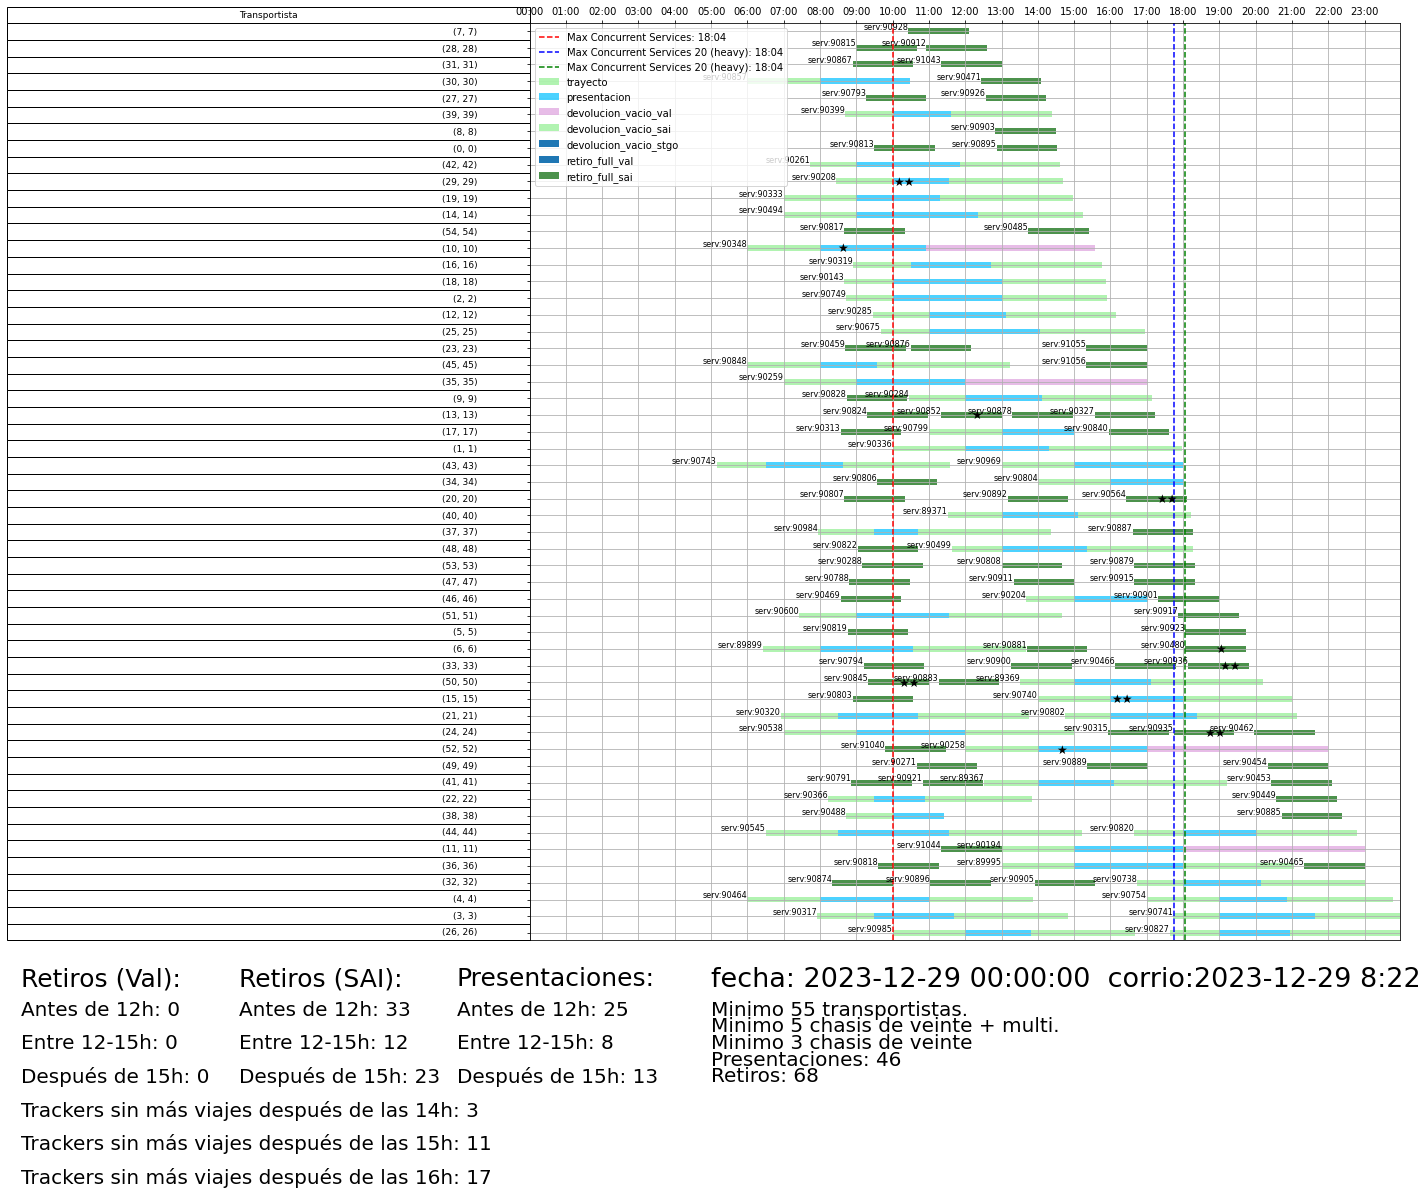 Transportista
00:00 01:00 02:00 03:00 04:00 05:00 06:00 07:00 08:00 09:00 10:00 11:00 12:00 13:00 14:00 15:00 16:00 17:00 18:00 19:00 20:00 21:00 22:00 23:00
Max Concurrent Services: 18:04
Max Concurrent Services 20 (heavy): 18:04
Max Concurrent Services 20 (heavy): 18:04
trayecto
presentacion
devolucion_vacio_val
devolucion_vacio_sai
devolucion_vacio_stgo
retiro_full_val
retiro_full_sai
(7, 7) serv:90928
(28, 28) serv:90815 serv:90912
(31, 31) serv:90867 serv:91043
(30, 30) serv:90857 serv:90471
(27, 27) serv:90793 serv:90926
(39, 39) serv:90399
(8, 8) serv:90903
(0, 0) serv:90813 serv:90895
(42, 42) serv:90261
(29, 29) serv:90208
(19, 19) serv:90333
(14, 14) serv:90494
(54, 54) serv:90817 serv:90485
(10, 10) serv:90348
(16, 16) serv:90319
(18, 18) serv:90143
(2, 2) serv:90749
(12, 12) serv:90285
(25, 25) serv:90675
(23, 23) serv:90459 serv:90876 serv:91055
(45, 45) serv:90848 serv:91056
(35, 35) serv:90259
(9, 9) serv:90828 serv:90284
(13, 13) serv:90824 serv:90852 serv:90878 serv:90327
(17, 17) serv:90313 serv:90799 serv:90840
(1, 1) serv:90336
(43, 43) serv:90743 serv:90969
(34, 34) serv:90806 serv:90804
(20, 20) serv:90807 serv:90892 serv:90564
(40, 40) serv:89371
(37, 37) serv:90984 serv:90887
(48, 48) serv:90822 serv:90499
(53, 53) serv:90288 serv:90808 serv:90879
(47, 47) serv:90788 serv:90911 serv:90915
(46, 46) serv:90469 serv:90204 serv:90901
(51, 51) serv:90600 serv:90917
(5, 5) serv:90819 serv:90923
(6, 6) serv:89899 serv:90881 serv:90480
(33, 33) serv:90794 serv:90900 serv:90466 serv:90936
(50, 50) serv:90845 serv:90883 serv:89369
(15, 15) serv:90803 serv:90740
(21, 21) serv:90320 serv:90802
(24, 24) serv:90538 serv:90315 serv:90935 serv:90462
(52, 52) serv:91040 serv:90258
(49, 49) serv:90271 serv:90889 serv:90454
(41, 41) serv:90791 serv:90921 serv:89367 serv:90453
(22, 22) serv:90366 serv:90449
(38, 38) serv:90488 serv:90885
(44, 44) serv:90545 serv:90820
(11, 11) serv:91044 serv:90194
(36, 36) serv:90818 serv:89995 serv:90465
(32, 32) serv:90874 serv:90896 serv:90905 serv:90738
(4, 4) serv:90464 serv:90754
(3, 3) serv:90317 serv:90741
(26, 26) serv:90985 serv:90827
Retiros (Val):
Antes de 12h: 0
Entre 12-15h: 0
Después de 15h: 0
Retiros (SAI):
Antes de 12h: 33
Entre 12-15h: 12
Después de 15h: 23
Presentaciones:
Antes de 12h: 25
Entre 12-15h: 8
Después de 15h: 13
Trackers sin más viajes después de las 14h: 3
Trackers sin más viajes después de las 15h: 11
Trackers sin más viajes después de las 16h: 17
fecha: 2023-12-29 00:00:00 corrio:2023-12-29 8:22
Minimo 55 transportistas.
Minimo 5 chasis de veinte + multi.
Minimo 3 chasis de veinte
Presentaciones: 46
Retiros: 68